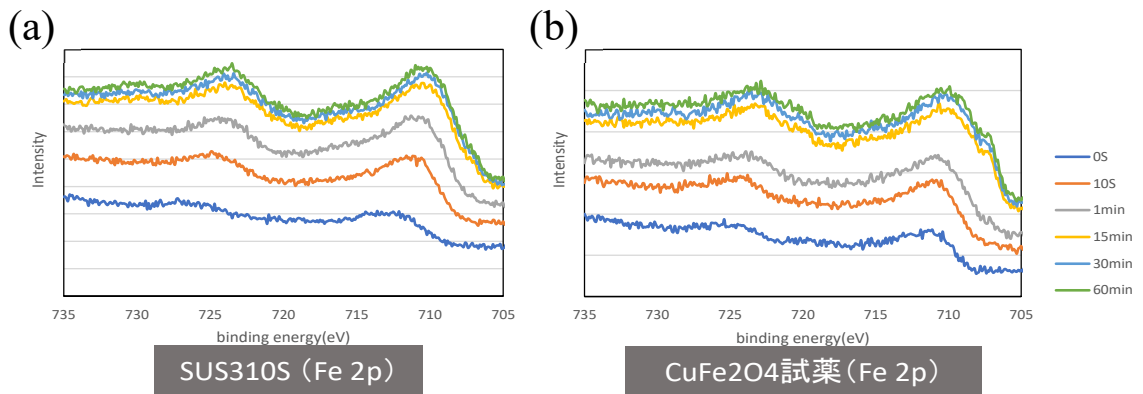 (a)
Intensity
735 730 725 720 715 710 705
binding energy(eV)
SUS310S（Fe 2p）
(b)
Intensity
735 730 725 720 715 710 705
binding energy(eV)
CuFe2O4試薬（Fe 2p）
0S
10S
1min
15min
30min
60min